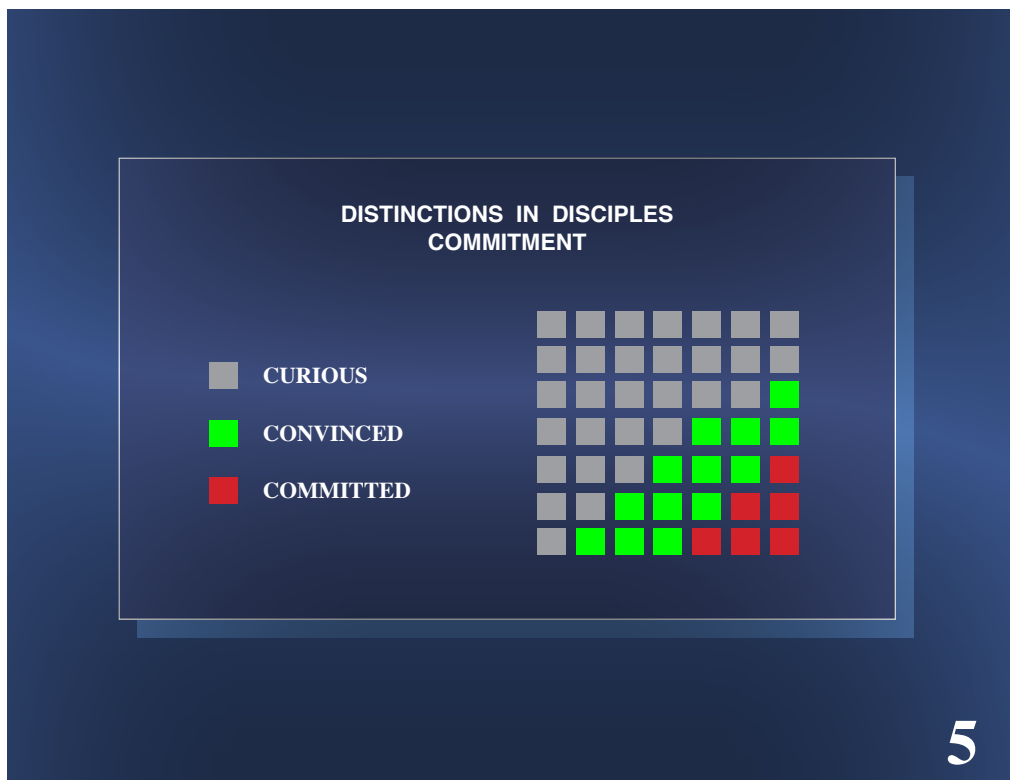 DISTINCTIONS IN DISCIPLES
COMMITMENT
CURIOUS
CONVINCED
COMMITTED
5